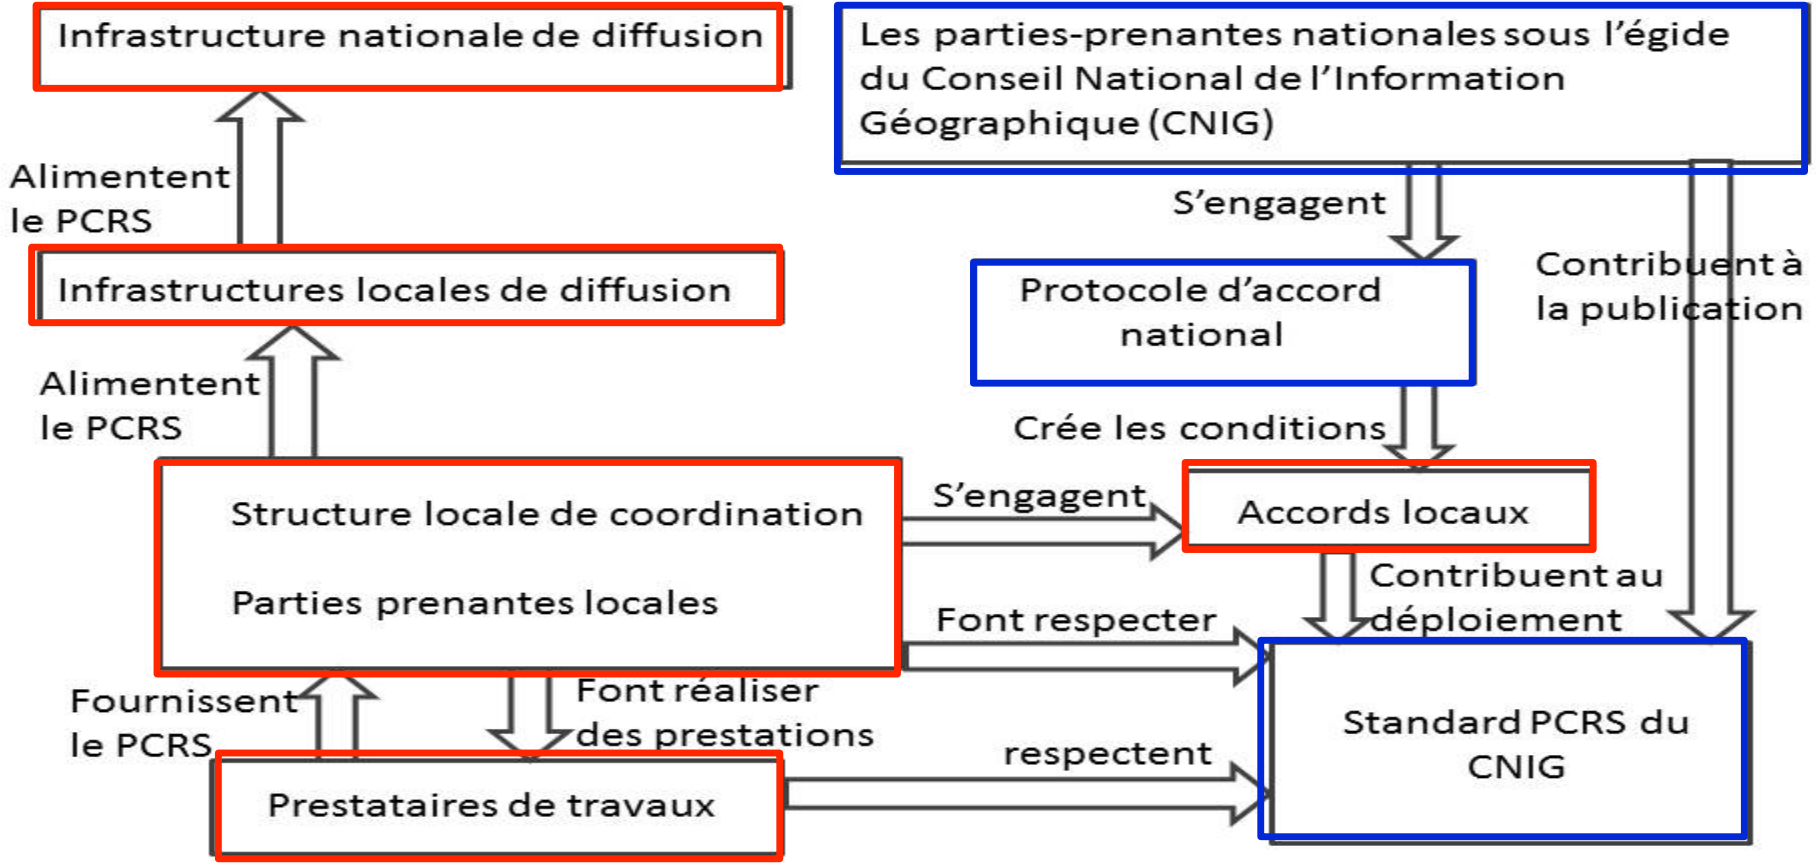 Infrastructure nationale de diffusion
Les parties-prenantes nationales sous l'égide
du Conseil National de l'Information
Géographique (CNIG)
Alimentent
le PCRS
S'engagent
Contribuent à
la publication
Infrastructures locales de diffusion
Protocole d'accord
national
Alimentent
le PCRS
Crée les conditions
Structure locale de coordination
Parties prenantes locales
S'engagent
Accords locaux
Contribuent au
déploiement
Font respecter
Fournissent
le PCRS
Font réaliser
des prestations
Standard PCRS du
CNIG
respectent
Prestataires de travaux